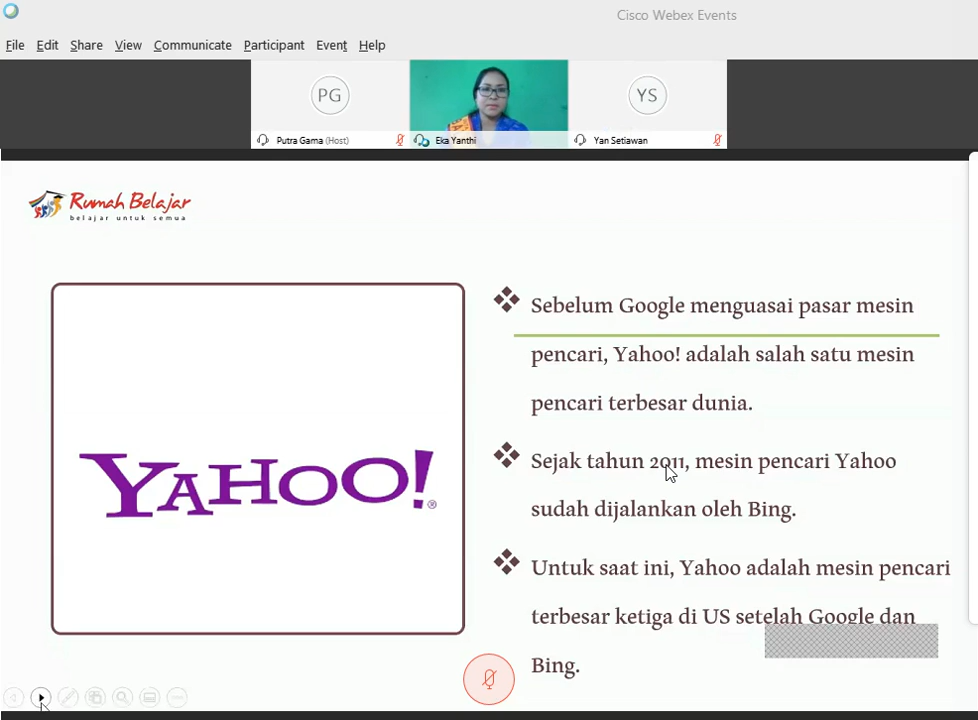 Cisco Webex Events
File Edit Share View Communicate Participant Event Help
PG
YS
Putra Gama (Host)
Eka Yanthi
Yan Setiawan
Rumah Belajar
belajar untuk semua
YAHOO!®
Sebelum Google menguasai pasar mesin
pencari, Yahoo! adalah salah satu mesin
pencari terbesar dunia.
Sejak tahun 2011, mesin pencari Yahoo
sudah dijalankan oleh Bing.
Untuk saat ini, Yahoo adalah mesin pencari
terbesar ketiga di US setelah Google dan
Bing.